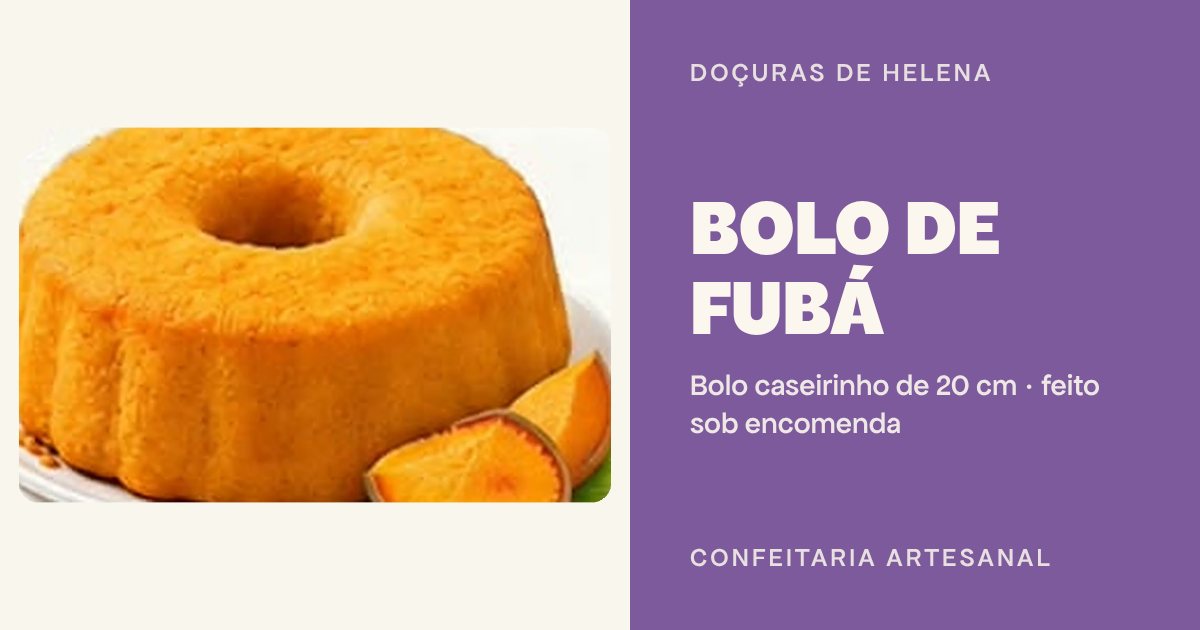 DOÇURAS DE HELENA
BOLO DE
FUBÁ
Bolo caseirinho de 20 cm · feito
sob encomenda
CONFEITARIA ARTESANAL